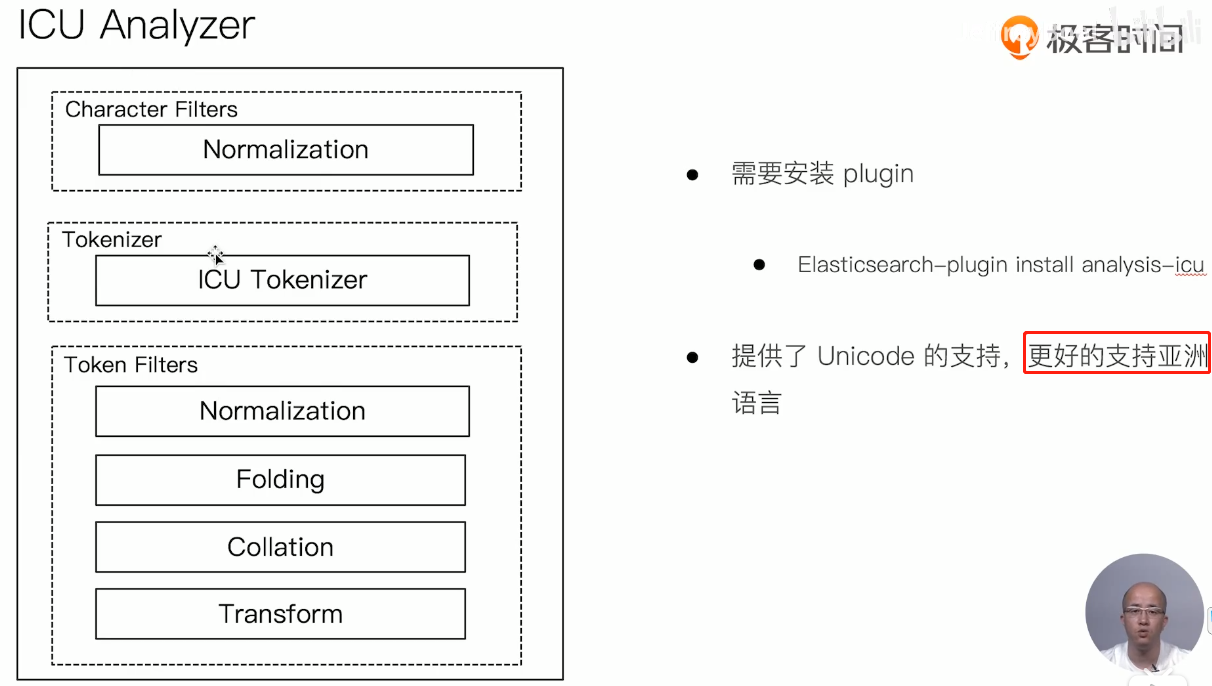 ICU Analyzer
极客时间
Character Filters
Normalization
Tokenizer
ICU Tokenizer
Token Filters
Normalization
Folding
Collation
Transform
需要安装 plugin
Elasticsearch-plugin install analysis-icu
提供了 Unicode 的支持，更好的支持亚洲
语言